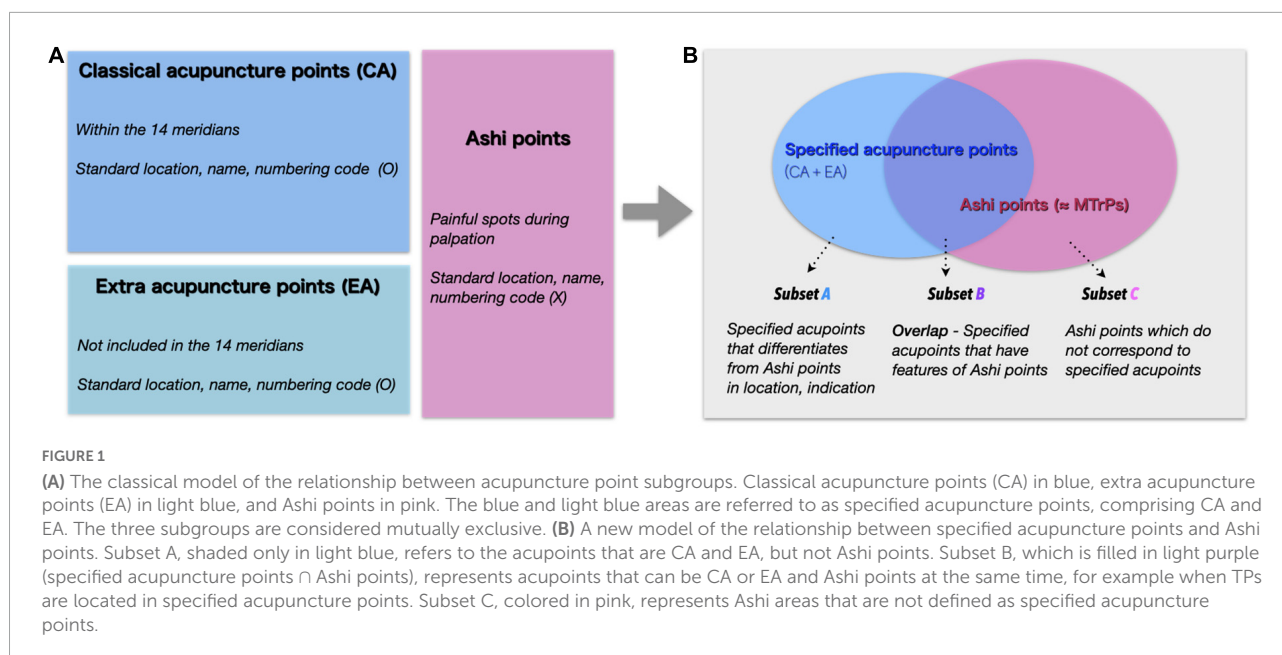 A
Classical acupuncture points (CA)
Within the 14 meridians
Standard location, name, numbering code (O)
Extra acupuncture points (EA)
Not included in the 14 meridians
Standard location, name, numbering code (O)
Ashi points
Painful spots during
palpation
Standard location, name,
numbering code (X)
B
Specified acupuncture points
(CA + EA)
Ashi points (≈ MTrPs)
Subset A
Specified acupoints
that differentiates
from Ashi points
in location, indication
Subset B
Overlap - Specified
acupoints that have
features of Ashi points
Subset C
Ashi points which do
not correspond to
specified acupoints
FIGURE 1
(A) The classical model of the relationship between acupuncture point subgroups. Classical acupuncture points (CA) in blue, extra acupuncture
points (EA) in light blue, and Ashi points in pink. The blue and light blue areas are referred to as specified acupuncture points, comprising CA and
EA. The three subgroups are considered mutually exclusive. (B) A new model of the relationship between specified acupuncture points and Ashi
points. Subset A, shaded only in light blue, refers to the acupoints that are CA and EA, but not Ashi points. Subset B, which is filled in light purple
(specified acupuncture points ∩ Ashi points), represents acupoints that can be CA or EA and Ashi points at the same time, for example when TPs
are located in specified acupuncture points. Subset C, colored in pink, represents Ashi areas that are not defined as specified acupuncture
points.